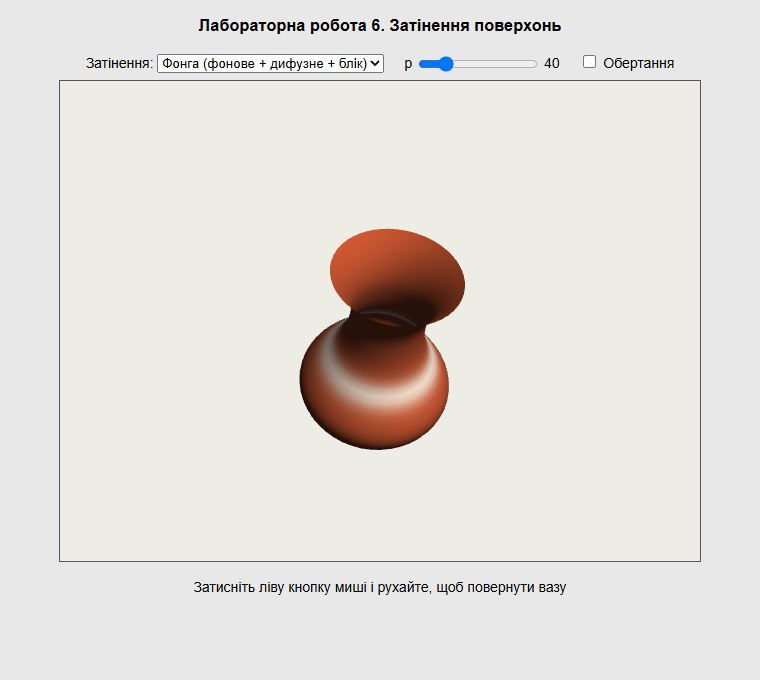 Лабораторна робота 6. Затінення поверхонь
Затінення: Фонга (фонове + дифузне + блік) p 40 Обертання
Затисніть ліву кнопку миші і рухайте, щоб повернути вазу